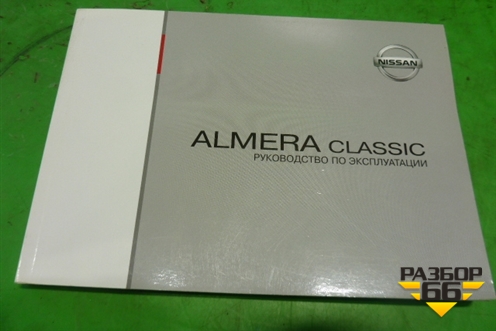 NISSAN
ALMERA CLASSIC
РУКОВОДСТВО ПО ЭКСПЛУАТАЦИИ
РАЗБОР
66